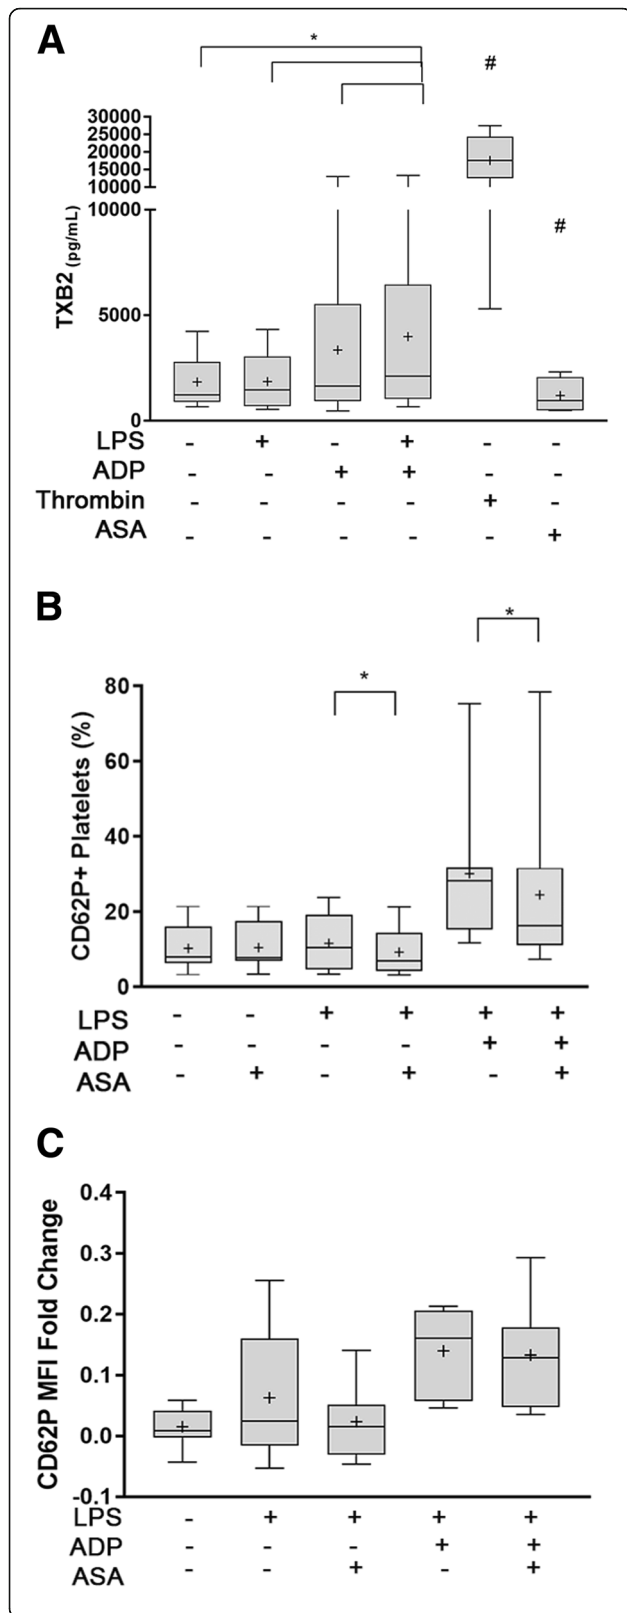 A
*
#
30000
25000
20000
15000
10000
10000
#
TXB2 (pg/mL)
5000
0
LPS - + - + - -
ADP - - + + - -
Thrombin - - - - + -
ASA - - - - - +
B
*
*
80
60
CD62P+ Platelets (%)
40
20
0
LPS - - + + + +
ADP - - - - + +
ASA - + - + - +
C
0.4
0.3
CD62P MFI Fold Change
0.2
0.1
0.0
-0.1
LPS - + + + +
ADP - - - + +
ASA - - + - +